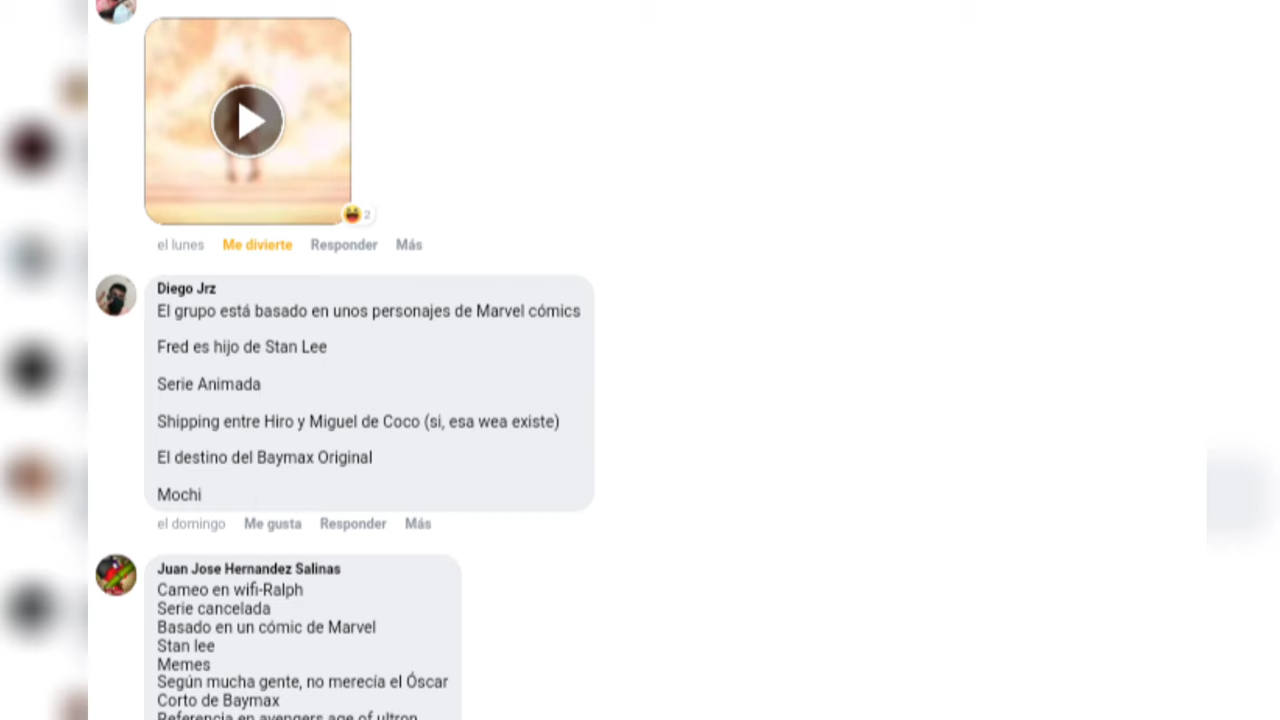 2
el lunes Me divierte Responder Más
Diego Jrz
El grupo está basado en unos personajes de Marvel cómics
Fred es hijo de Stan Lee
Serie Animada
Shipping entre Hiro y Miguel de Coco (si, esa wea existe)
El destino del Baymax Original
Mochi
el domingo Me gusta Responder Más
Juan Jose Hernandez Salinas
Cameo en wifi-Ralph
Serie cancelada
Basado en un cómic de Marvel
Stan lee
Memes
Según mucha gente, no merecía el Óscar
Corto de Baymax
Referencia en avengers age of ultron